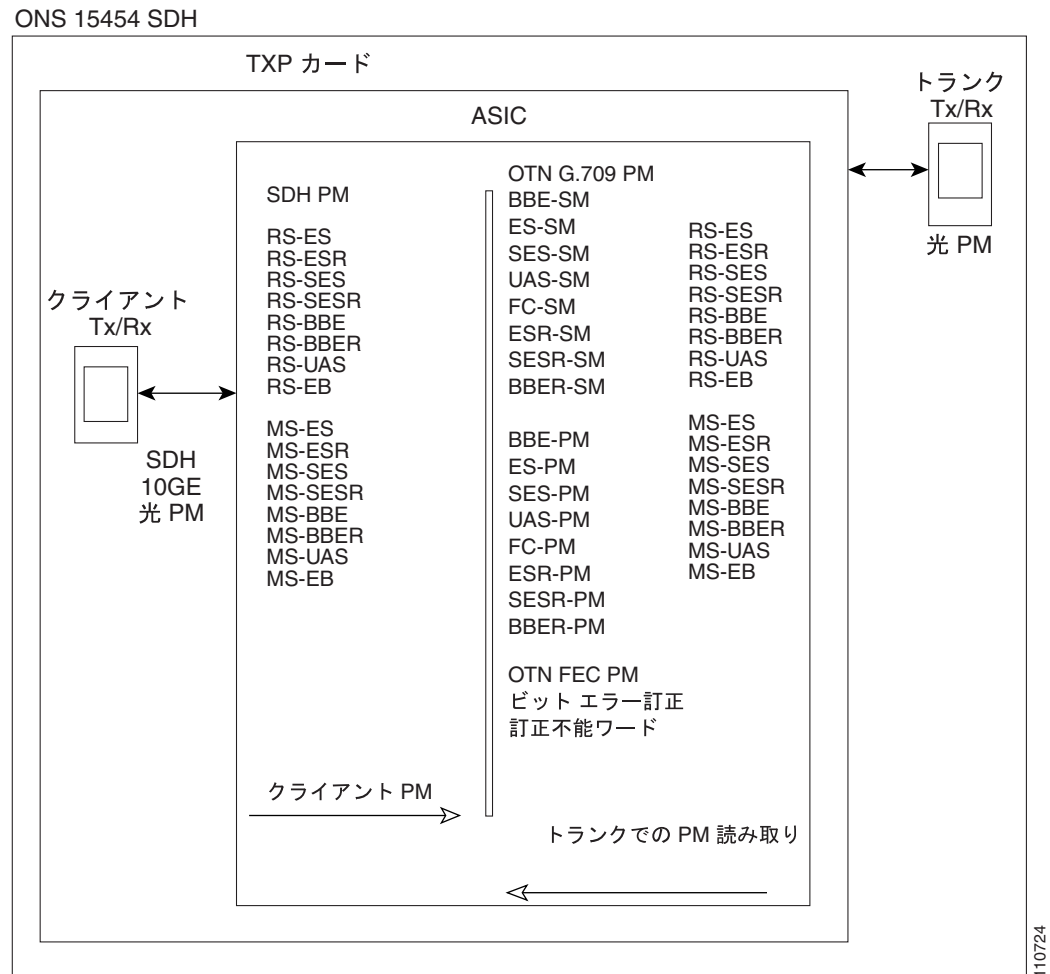 ONS 15454 SDH
TXP カード
トランク
Tx/Rx
光 PM
ASIC
クライアント
Tx/Rx
SDH
10GE
光 PM
SDH PM
RS-ES
RS-ESR
RS-SES
RS-SESR
RS-BBE
RS-BBER
RS-UAS
RS-EB
MS-ES
MS-ESR
MS-SES
MS-SESR
MS-BBE
MS-BBER
MS-UAS
MS-EB
OTN G.709 PM
BBE-SM
ES-SM
SES-SM
UAS-SM
FC-SM
ESR-SM
SESR-SM
BBER-SM
BBE-PM
ES-PM
SES-PM
UAS-PM
FC-PM
ESR-PM
SESR-PM
BBER-PM
OTN FEC PM
ビット エラー訂正
訂正不能ワード
RS-ES
RS-ESR
RS-SES
RS-SESR
RS-BBE
RS-BBER
RS-UAS
RS-EB
MS-ES
MS-ESR
MS-SES
MS-SESR
MS-BBE
MS-BBER
MS-UAS
MS-EB
クライアント PM
トランクでの PM 読み取り
110724